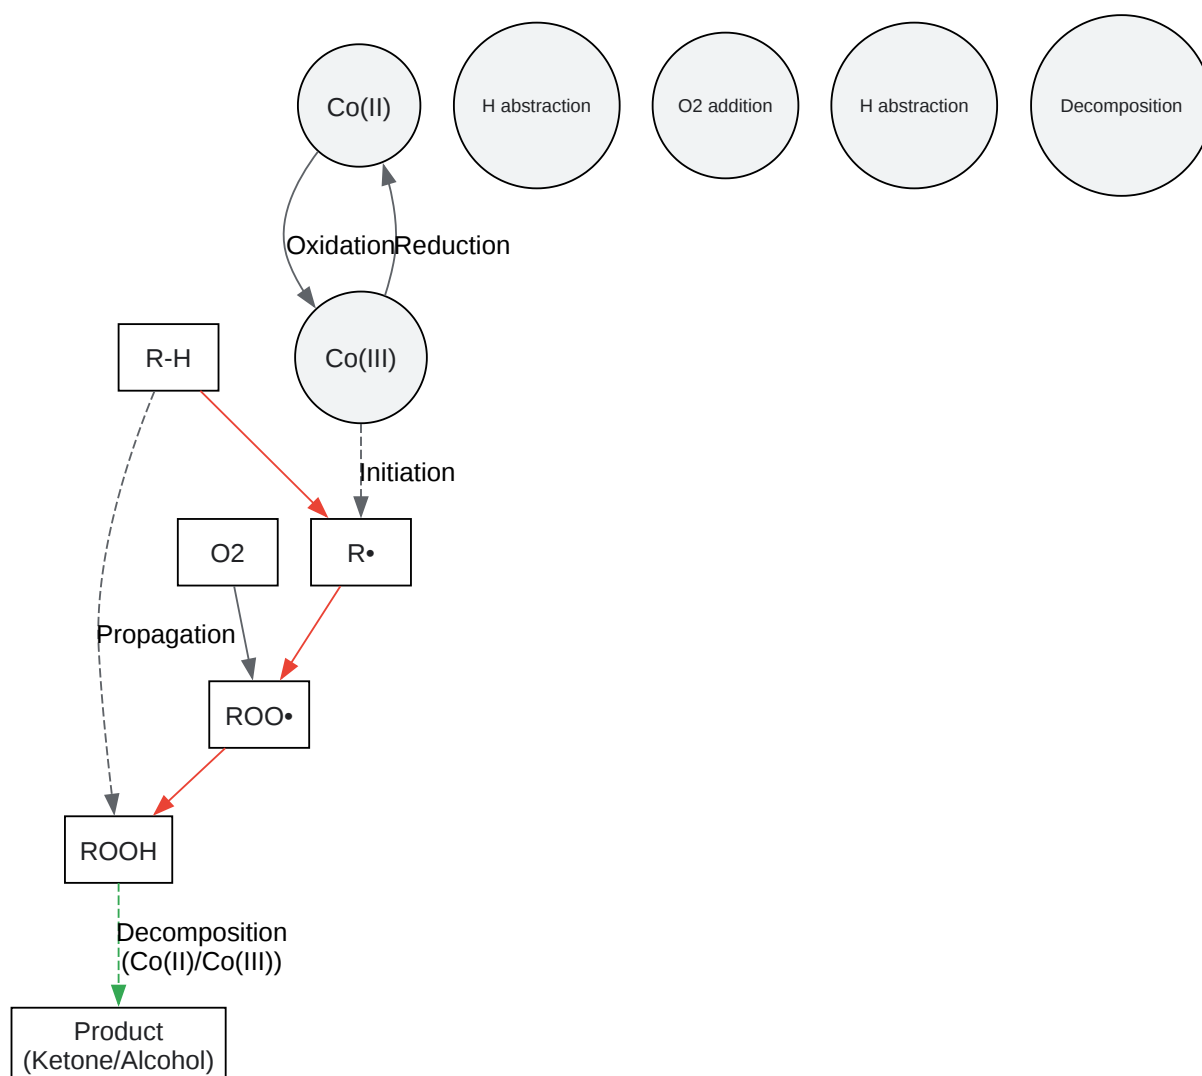 Co(II)
H abstraction
O2 addition
H abstraction
Decomposition
Oxidation
Reduction
R-H
Co(III)
Initiation
O2
R•
Propagation
ROO•
ROOH
Decomposition
(Co(II)/Co(III))
Product
(Ketone/Alcohol)